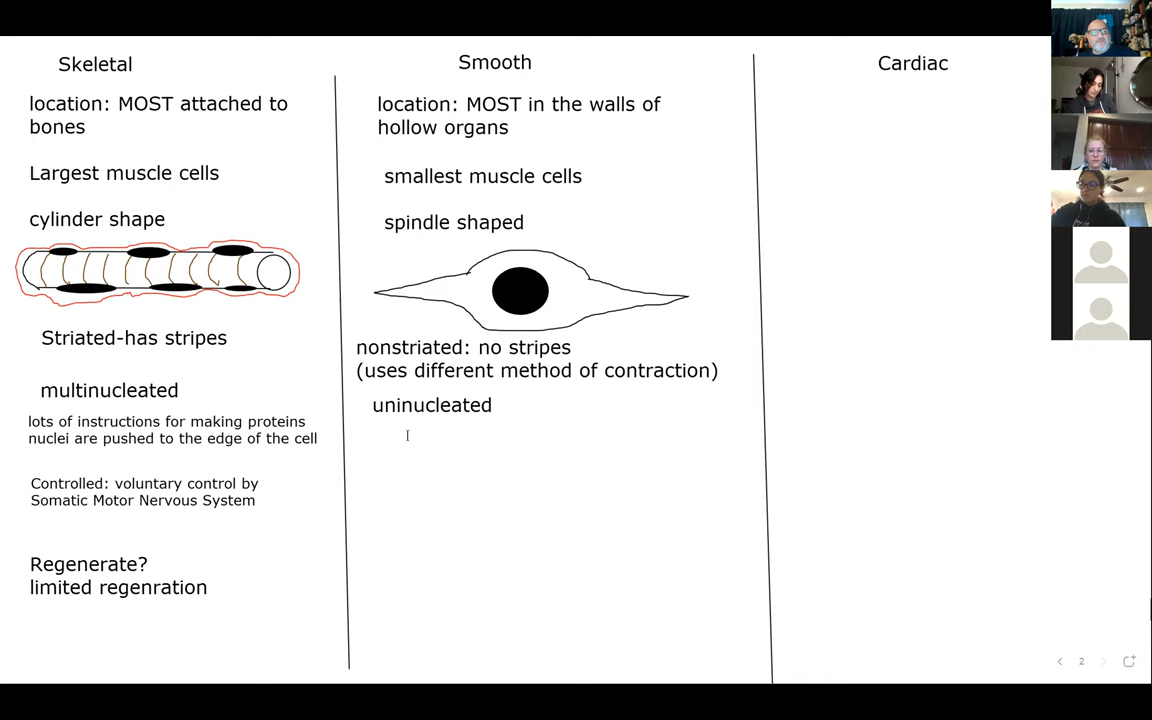 Skeletal
location: MOST attached to
bones
Largest muscle cells
cylinder shape
Striated-has stripes
multinucleated
lots of instructions for making proteins
nuclei are pushed to the edge of the cell
Controlled: voluntary control by
Somatic Motor Nervous System
Regenerate?
limited regenration
Smooth
location: MOST in the walls of
hollow organs
smallest muscle cells
spindle shaped
nonstriated: no stripes
(uses different method of contraction)
uninucleated
Cardiac
2